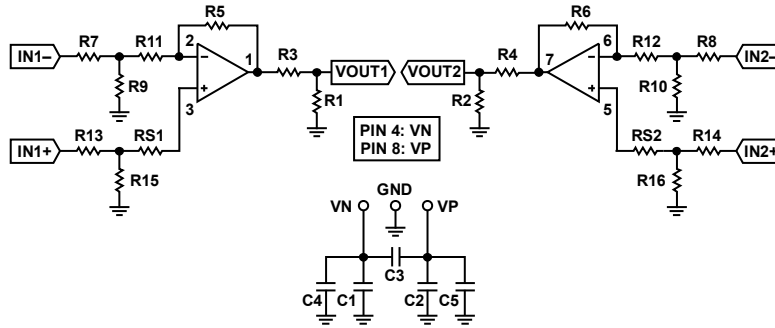 R5
R6
R7
R11
2
1
R3
IN1–
–
+
R9
3
VOUT1
R1
VOUT2
R4
7
R2
6
–
+
5
R12
R8
IN2–
R10
R13
RS1
IN1+
R15
PIN 4: VN
PIN 8: VP
RS2
R14
IN2+
R16
GND
VN
VP
C3
C4
C1
C2
C5